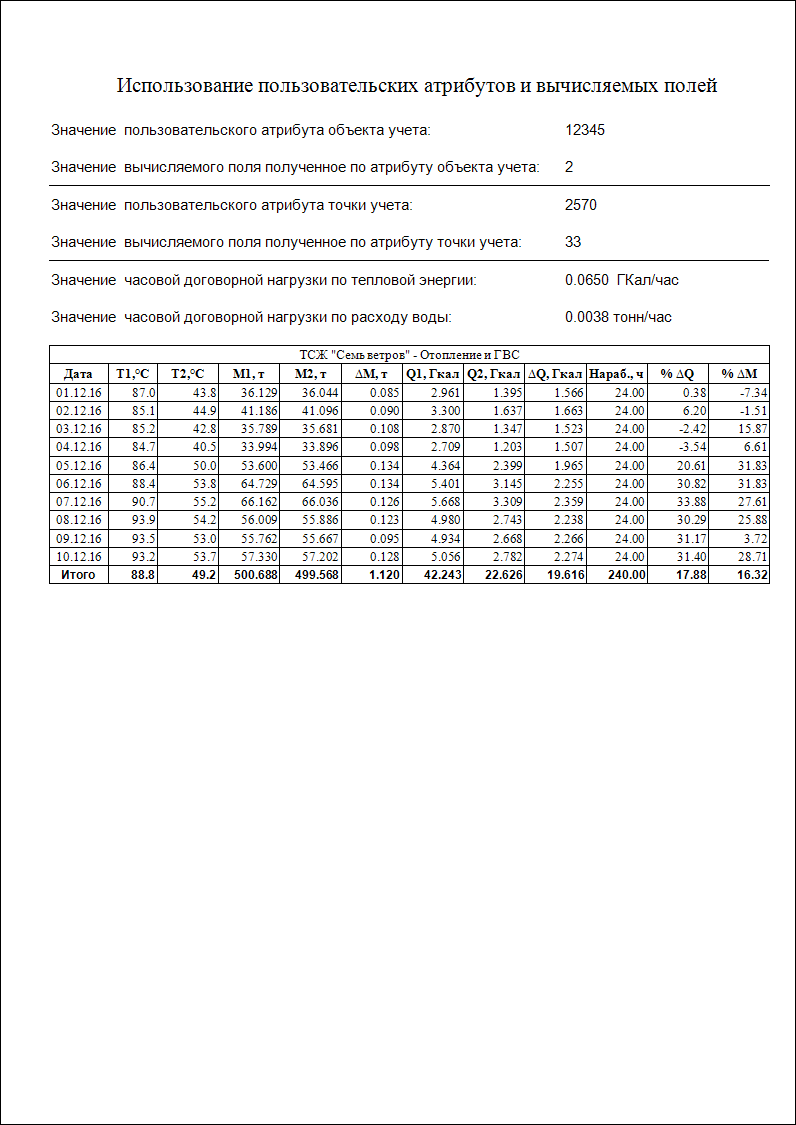 Использование пользовательских атрибутов и вычисляемых полей
Значение пользовательского атрибута объекта учета: 12345
Значение вычисляемого поля полученное по атрибуту объекта учета: 2
Значение пользовательского атрибута точки учета: 2570
Значение вычисляемого поля полученное по атрибуту точки учета: 33
Значение часовой договорной нагрузки по тепловой энергии: 0.0650 ГКал/час
Значение часовой договорной нагрузки по расходу воды: 0.0038 тонн/час
ТСЖ "Семь ветров" - Отопление и ГВС
Дата T1,°C T2,°C M1, т M2, т ΔM, т Q1, Гкал Q2, Гкал ΔQ, Гкал Нараб., ч % ΔQ % ΔM
01.12.16 87.0 43.8 36.129 36.044 0.085 2.961 1.395 1.566 24.00 0.38 -7.34
02.12.16 85.1 44.9 41.186 41.096 0.090 3.300 1.637 1.663 24.00 6.20 -1.51
03.12.16 85.2 42.8 35.789 35.681 0.108 2.870 1.347 1.523 24.00 -2.42 15.87
04.12.16 84.7 40.5 33.994 33.896 0.098 2.709 1.203 1.507 24.00 -3.54 6.61
05.12.16 86.4 50.0 53.600 53.466 0.134 4.364 2.399 1.965 24.00 20.61 31.83
06.12.16 88.4 53.8 64.729 64.595 0.134 5.401 3.145 2.255 24.00 30.82 31.83
07.12.16 90.7 55.2 66.162 66.036 0.126 5.668 3.309 2.359 24.00 33.88 27.61
08.12.16 93.9 54.2 56.009 55.886 0.123 4.980 2.743 2.238 24.00 30.29 25.88
09.12.16 93.5 53.0 55.762 55.667 0.095 4.934 2.668 2.266 24.00 31.17 3.72
10.12.16 93.2 53.7 57.330 57.202 0.128 5.056 2.782 2.274 24.00 31.40 28.71
Итого 88.8 49.2 500.688 499.568 1.120 42.243 22.626 19.616 240.00 17.88 16.32